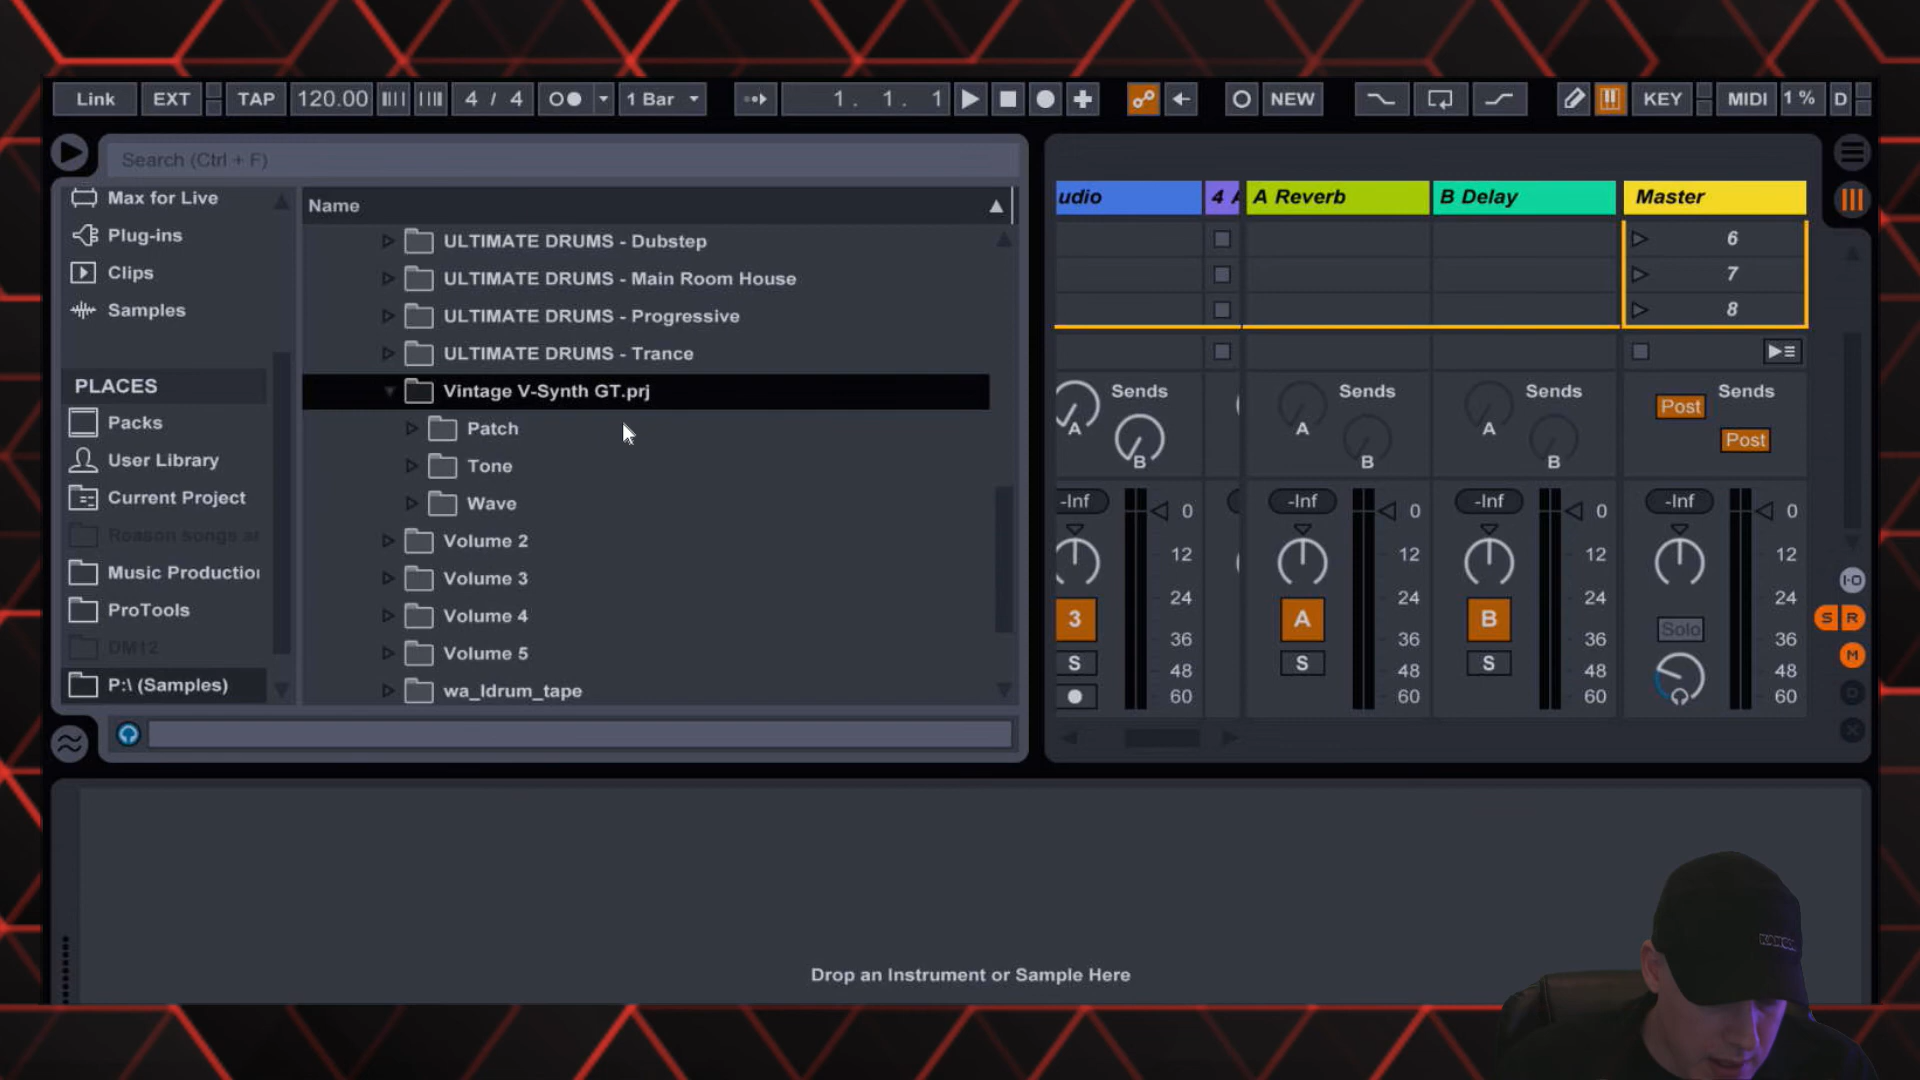 Link EXT TAP 120.00 4 / 4 1 Bar 1. 1. 1 NEW KEY MIDI 1 % D
Search (Ctrl + F)
Max for Live
Plug-ins
Clips
Samples
PLACES
Packs
User Library
Current Project
Reason songs
Music Production
ProTools
DM12
P:\ (Samples)
Name
ULTIMATE DRUMS - Dubstep
ULTIMATE DRUMS - Main Room House
ULTIMATE DRUMS - Progressive
ULTIMATE DRUMS - Trance
Vintage V-Synth GT.prj
Patch
Tone
Wave
Volume 2
Volume 3
Volume 4
Volume 5
wa_ldrum_tape
udio 4 A Reverb B Delay Master
6
7
8
Sends Sends Sends Post Sends
A A A
B B B Post
-Inf -Inf -Inf -Inf
0 0 0 0
12 12 12 12
24 24 24 24
3 A B Solo
36 36 36 36
S S S
48 48 48 48
60 60 60 60
I-O
S R
M
D
X
Drop an Instrument or Sample Here